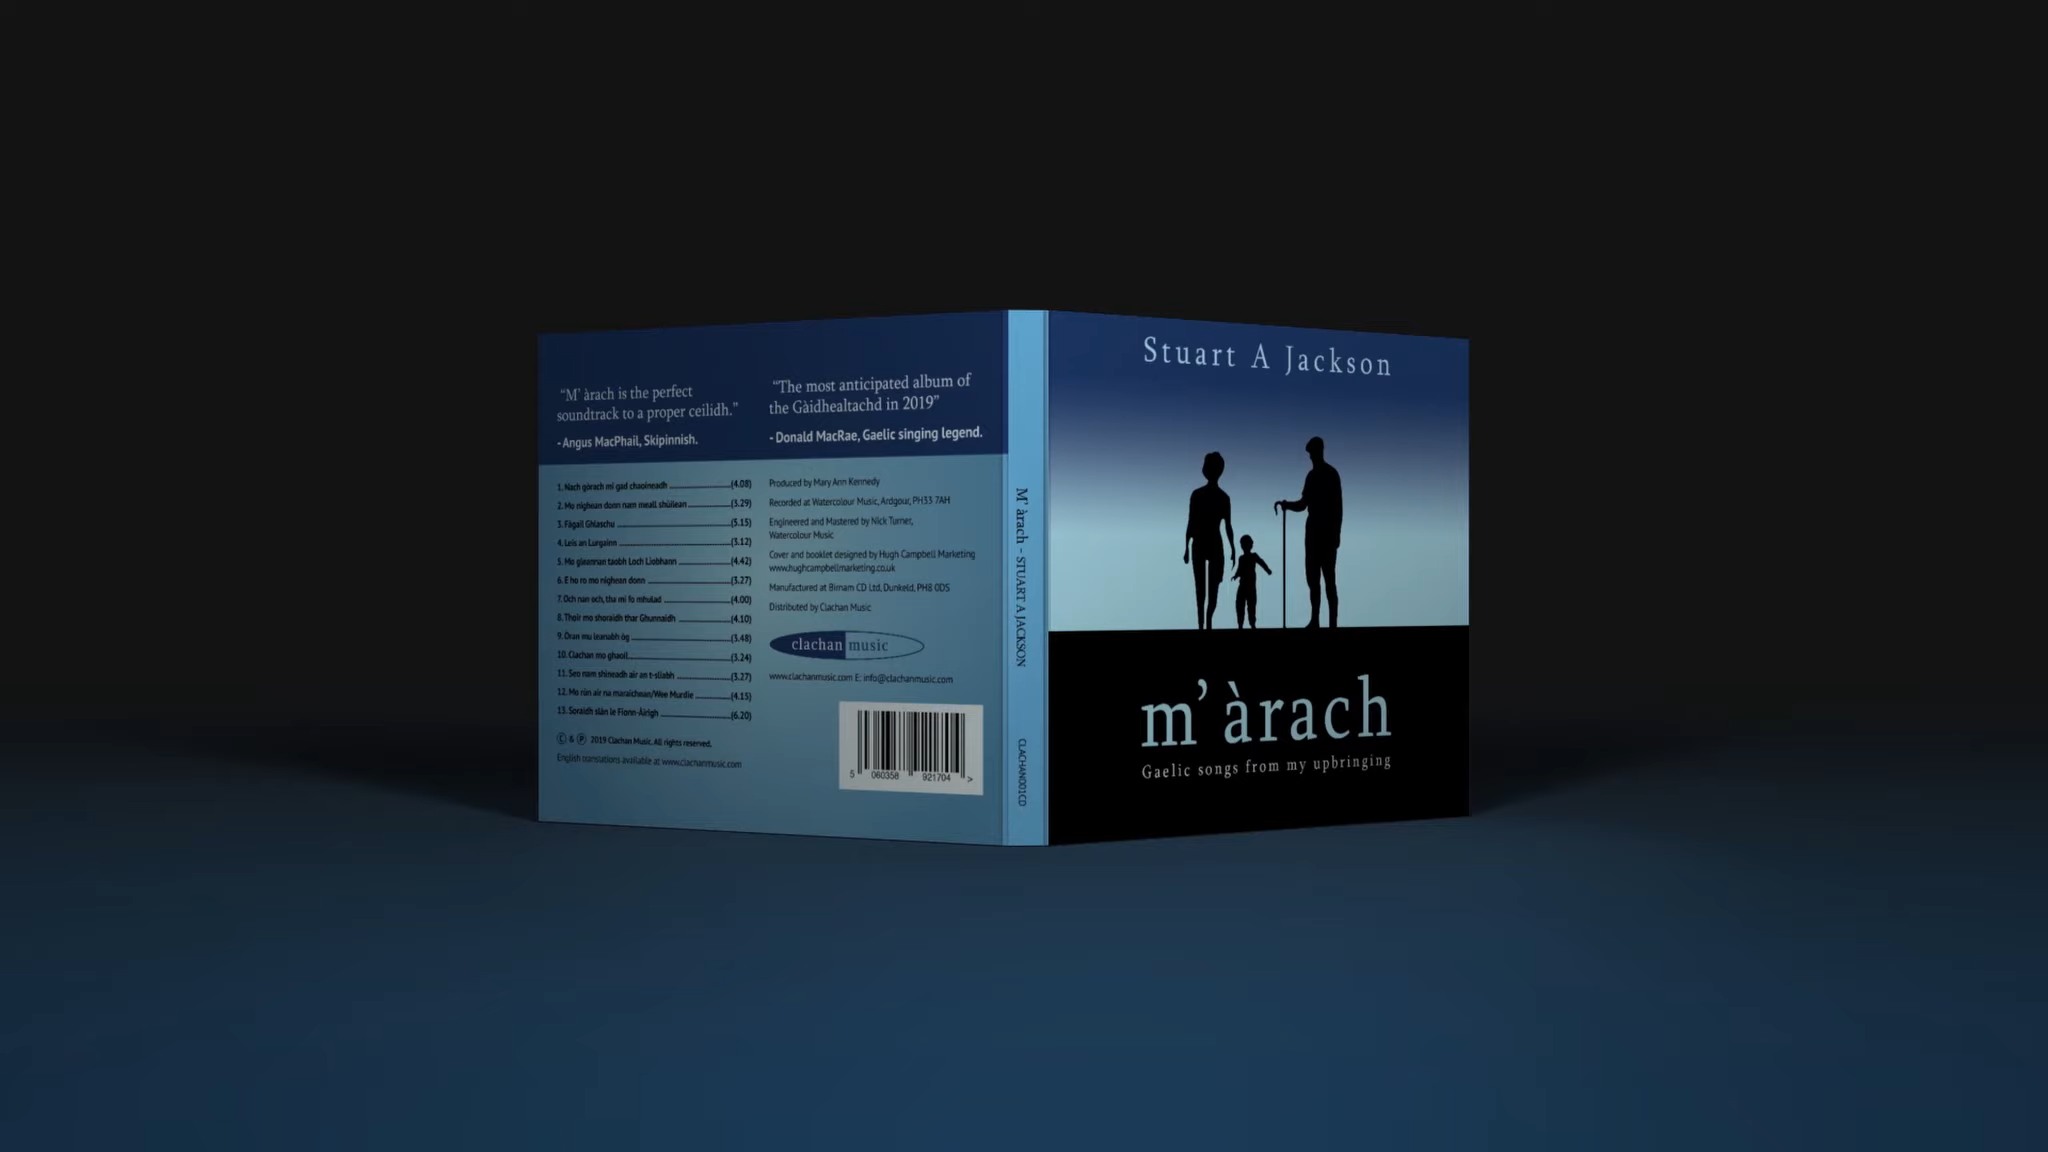 “M’ àrach is the perfect
soundtrack to a proper ceilidh.”
- Angus MacPhail, Skipinnish.
“The most anticipated album of
the Gàidhealtachd in 2019”
- Donald MacRae, Gaelic singing legend.
1. Nach gòrach mi gad chaoineadh (4.08)
2. Mo nighean donn nam meall shùilean (3.29)
3. Fàgail Ghlaschu (5.15)
4. Leis an Lurgainn (3.12)
5. Mo gleannan taobh Loch Liobhann (4.42)
6. E ho ro mo nighean donn (3.27)
7. Och nan och, tha mi fo mhulad (4.00)
8. Thoir mo shoraidh thar Ghunnaidh (4.10)
9. Òran mu leanabh òg (3.48)
10. Clachan mo ghaoil (3.24)
11. Seo nam shìneadh air an t-sliabh (3.27)
12. Mo rùn air na maraichean/Wee Murdie (4.15)
13. Soraidh slàn le Fionn-Àirigh (6.20)
Ⓒ & Ⓟ 2019 Clachan Music. All rights reserved.
English translations available at www.clachanmusic.com
Produced by Mary Ann Kennedy
Recorded at Watercolour Music, Ardgour, PH33 7AH
Engineered and Mastered by Nick Turner,
Watercolour Music
Cover and booklet designed by Hugh Campbell Marketing
www.hughcampbellmarketing.co.uk
Manufactured at Birnam CD Ltd, Dunkeld, PH8 0DS
Distributed by Clachan Music
clachan music
www.clachanmusic.com E: info@clachanmusic.com
5 060358 921704 >
M' àrach - STUART A JACKSON
CLACHAN001CD
Stuart A Jackson
m’ àrach
Gaelic songs from my upbringing